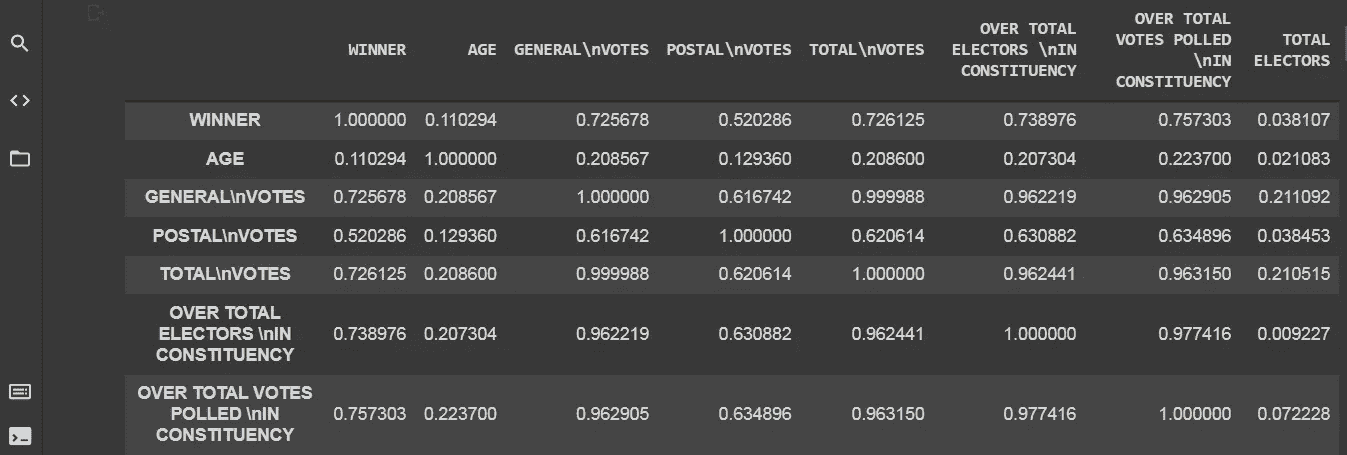 WINNER AGE GENERAL\nVOTES POSTAL\nVOTES TOTAL\nVOTES OVER TOTAL ELECTORS \nIN CONSTITUENCY OVER TOTAL VOTES POLLED \nIN CONSTITUENCY TOTAL ELECTORS
WINNER 1.000000 0.110294 0.725678 0.520286 0.726125 0.738976 0.757303 0.038107
AGE 0.110294 1.000000 0.208567 0.129360 0.208600 0.207304 0.223700 0.021083
GENERAL\nVOTES 0.725678 0.208567 1.000000 0.616742 0.999988 0.962219 0.962905 0.211092
POSTAL\nVOTES 0.520286 0.129360 0.616742 1.000000 0.620614 0.630882 0.634896 0.038453
TOTAL\nVOTES 0.726125 0.208600 0.999988 0.620614 1.000000 0.962441 0.963150 0.210515
OVER TOTAL
ELECTORS \nIN 0.738976 0.207304 0.962219 0.630882 0.962441 1.000000 0.977416 0.009227
CONSTITUENCY
OVER TOTAL VOTES
POLLED \nIN 0.757303 0.223700 0.962905 0.634896 0.963150 0.977416 1.000000 0.072228
CONSTITUENCY